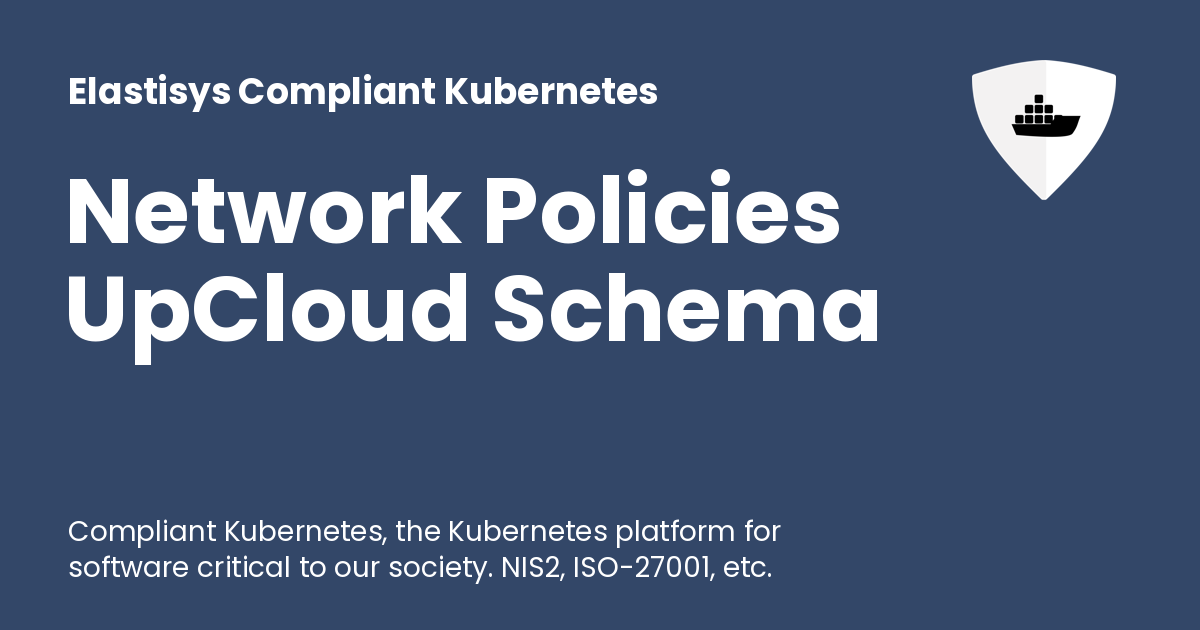 Elastisys Compliant Kubernetes
Network Policies
UpCloud Schema
Compliant Kubernetes, the Kubernetes platform for
software critical to our society. NIS2, ISO-27001, etc.